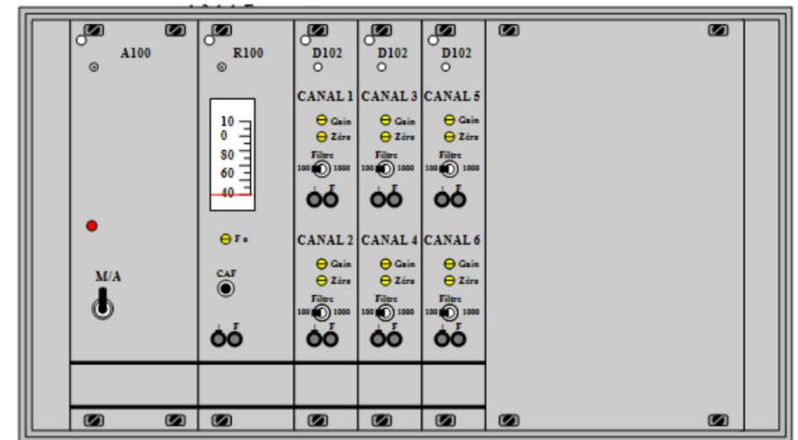 A100
R100
D102
D102
D102
CANAL 1
CANAL 3
CANAL 5
Gain
Gain
Gain
Zéro
Zéro
Zéro
Filtre
Filtre
Filtre
100 1000
100 1000
100 1000
F
F
F
10
0
80
60
40
CANAL 2
CANAL 4
CANAL 6
Gain
Gain
Gain
Zéro
Zéro
Zéro
Filtre
Filtre
Filtre
100 1000
100 1000
100 1000
F
F
F
M/A
CAF
F